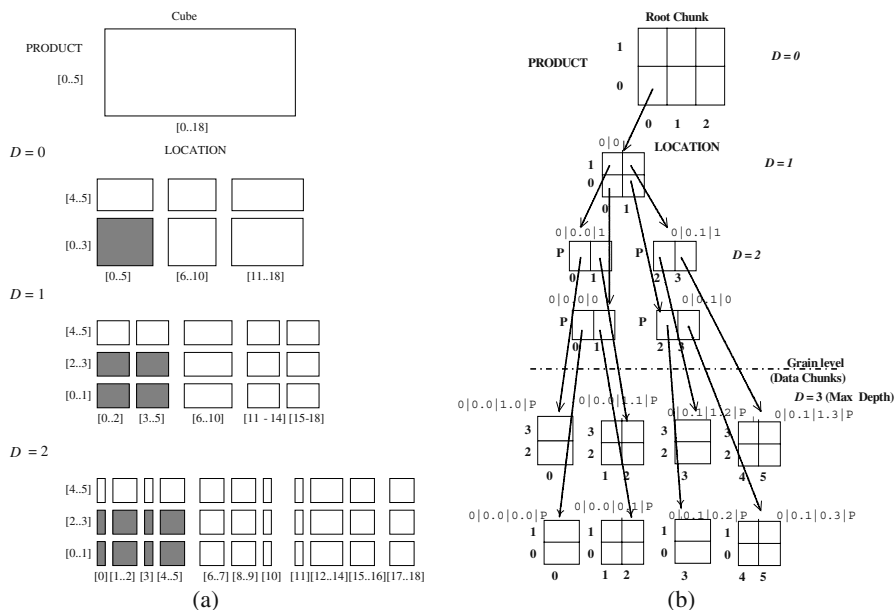 Cube
PRODUCT
[0..5]
[0..18]
LOCATION
D = 0
[4..5]
[0..3]
[0..5]
[6..10]
[11..18]
D = 1
[4..5]
[2..3]
[0..1]
[0..2]
[3..5]
[6..10]
[11 - 14]
[15-18]
D = 2
[4..5]
[2..3]
[0..1]
[0]
[1..2]
[3]
[4..5]
[6..7]
[8..9]
[10]
[11]
[12..14]
[15..16]
[17..18]
(a)
Root Chunk
PRODUCT
1
0
D = 0
0 1 2
LOCATION
0|0
1
0
0 1
D = 1
0|0.0|1
P
0 1
0|0.1|1
P
2 3
D = 2
0|0.0|0
P
0 1
0|0.1|0
P
2 3
Grain level
(Data Chunks)
D = 3 (Max Depth)
0|0.0|1.0|P
3
2
0
0|0.0|1.1|P
3
2
1 2
0|0.1|1.2|P
3
2
3
0|0.1|1.3|P
3
2
4 5
0|0.0|0.0|P
1
0
0
0|0.0|0.1|P
1
0
1 2
0|0.1|0.2|P
1
0
3
0|0.1|0.3|P
1
0
4 5
(b)